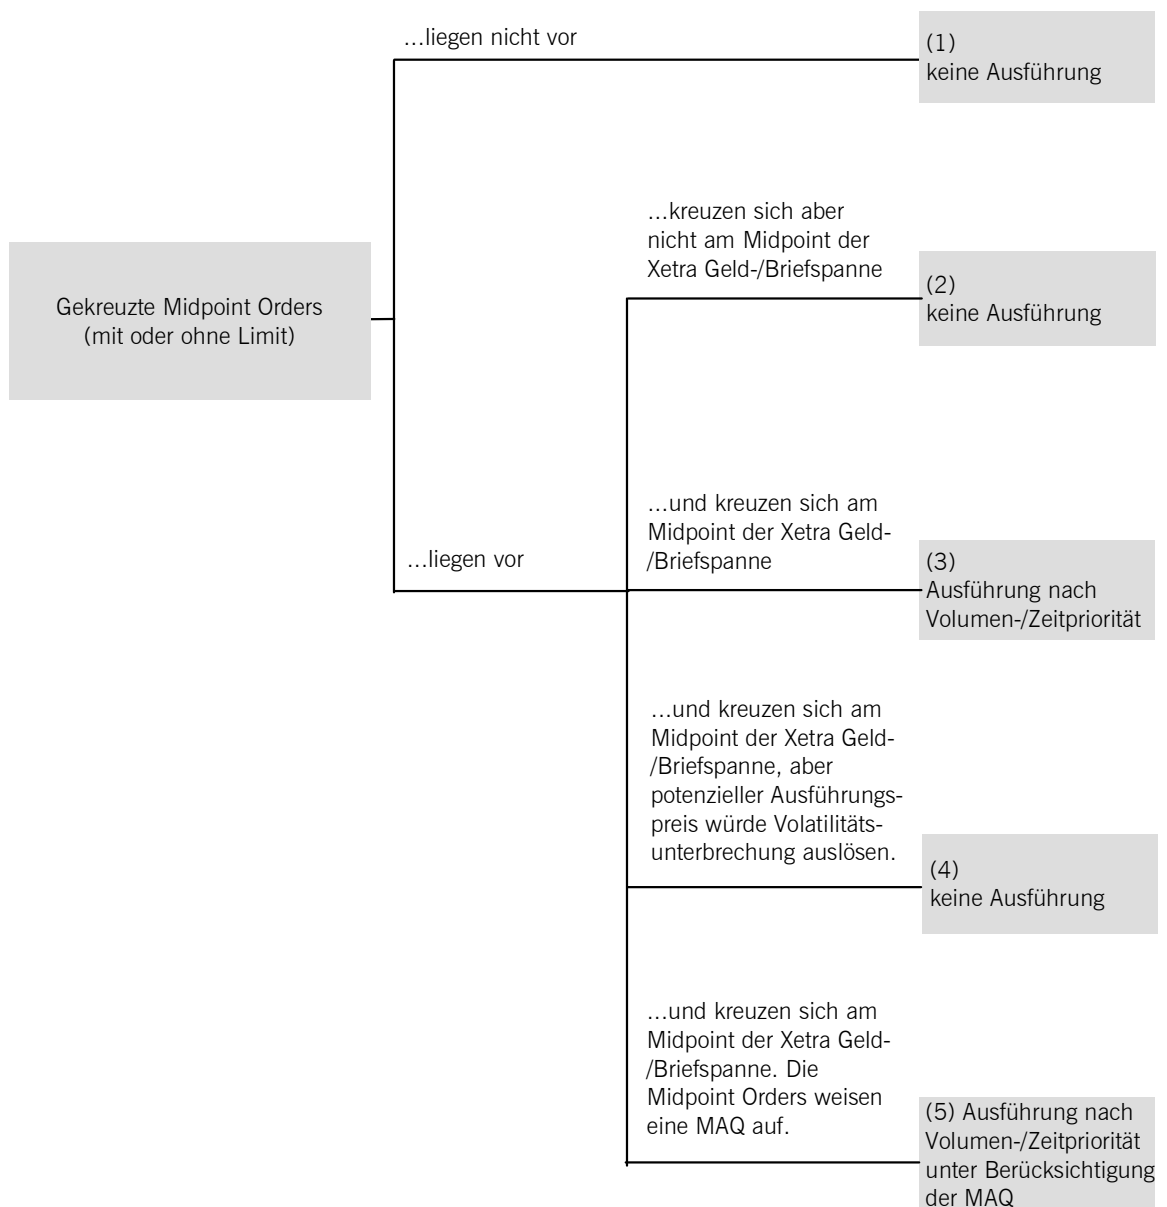 ...liegen nicht vor
(1)
keine Ausführung
...kreuzen sich aber
nicht am Midpoint der
Xetra Geld-/Briefspanne
(2)
keine Ausführung
Gekreuzte Midpoint Orders
(mit oder ohne Limit)
...und kreuzen sich am
Midpoint der Xetra Geld-
/Briefspanne
...liegen vor
(3)
Ausführung nach
Volumen-/Zeitpriorität
...und kreuzen sich am
Midpoint der Xetra Geld-
/Briefspanne, aber
potenzieller Ausführungs-
preis würde Volatilitäts-
unterbrechung auslösen.
(4)
keine Ausführung
...und kreuzen sich am
Midpoint der Xetra Geld-
/Briefspanne. Die
Midpoint Orders weisen
eine MAQ auf.
(5) Ausführung nach
Volumen-/Zeitpriorität
unter Berücksichtigung
der MAQ